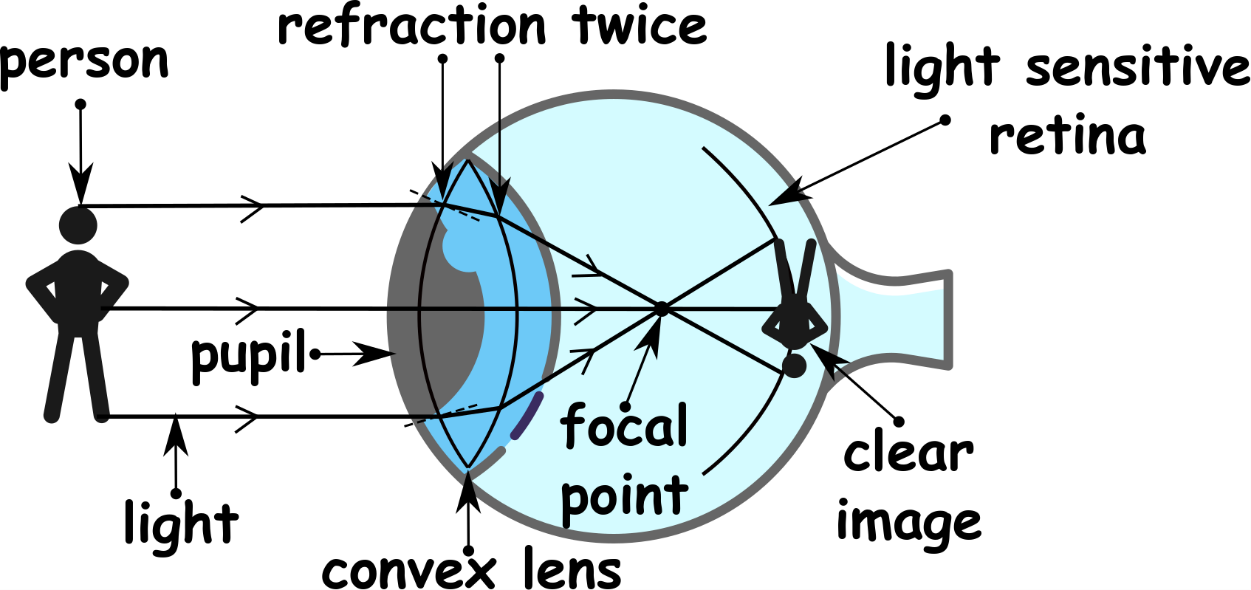 refraction twice
person
light sensitive
retina
pupil
focal
point
clear
image
light
convex lens